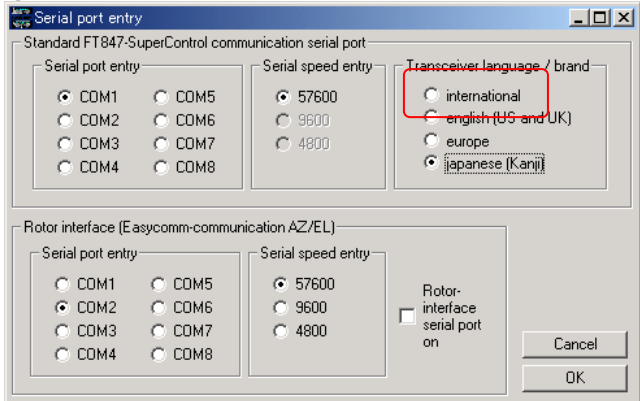 Serial port entry
Standard FT847-SuperControl communication serial port
Serial port entry
COM1 COM5
COM2 COM6
COM3 COM7
COM4 COM8
Serial speed entry
57600
9600
4800
Transceiver language / brand
international
english (US and UK)
europe
japanese (Kanji)
Rotor interface (Easycomm-communication AZ/EL)
Serial port entry
COM1 COM5
COM2 COM6
COM3 COM7
COM4 COM8
Serial speed entry
57600
9600
4800
Rotor-
interface
serial port
on
Cancel
OK